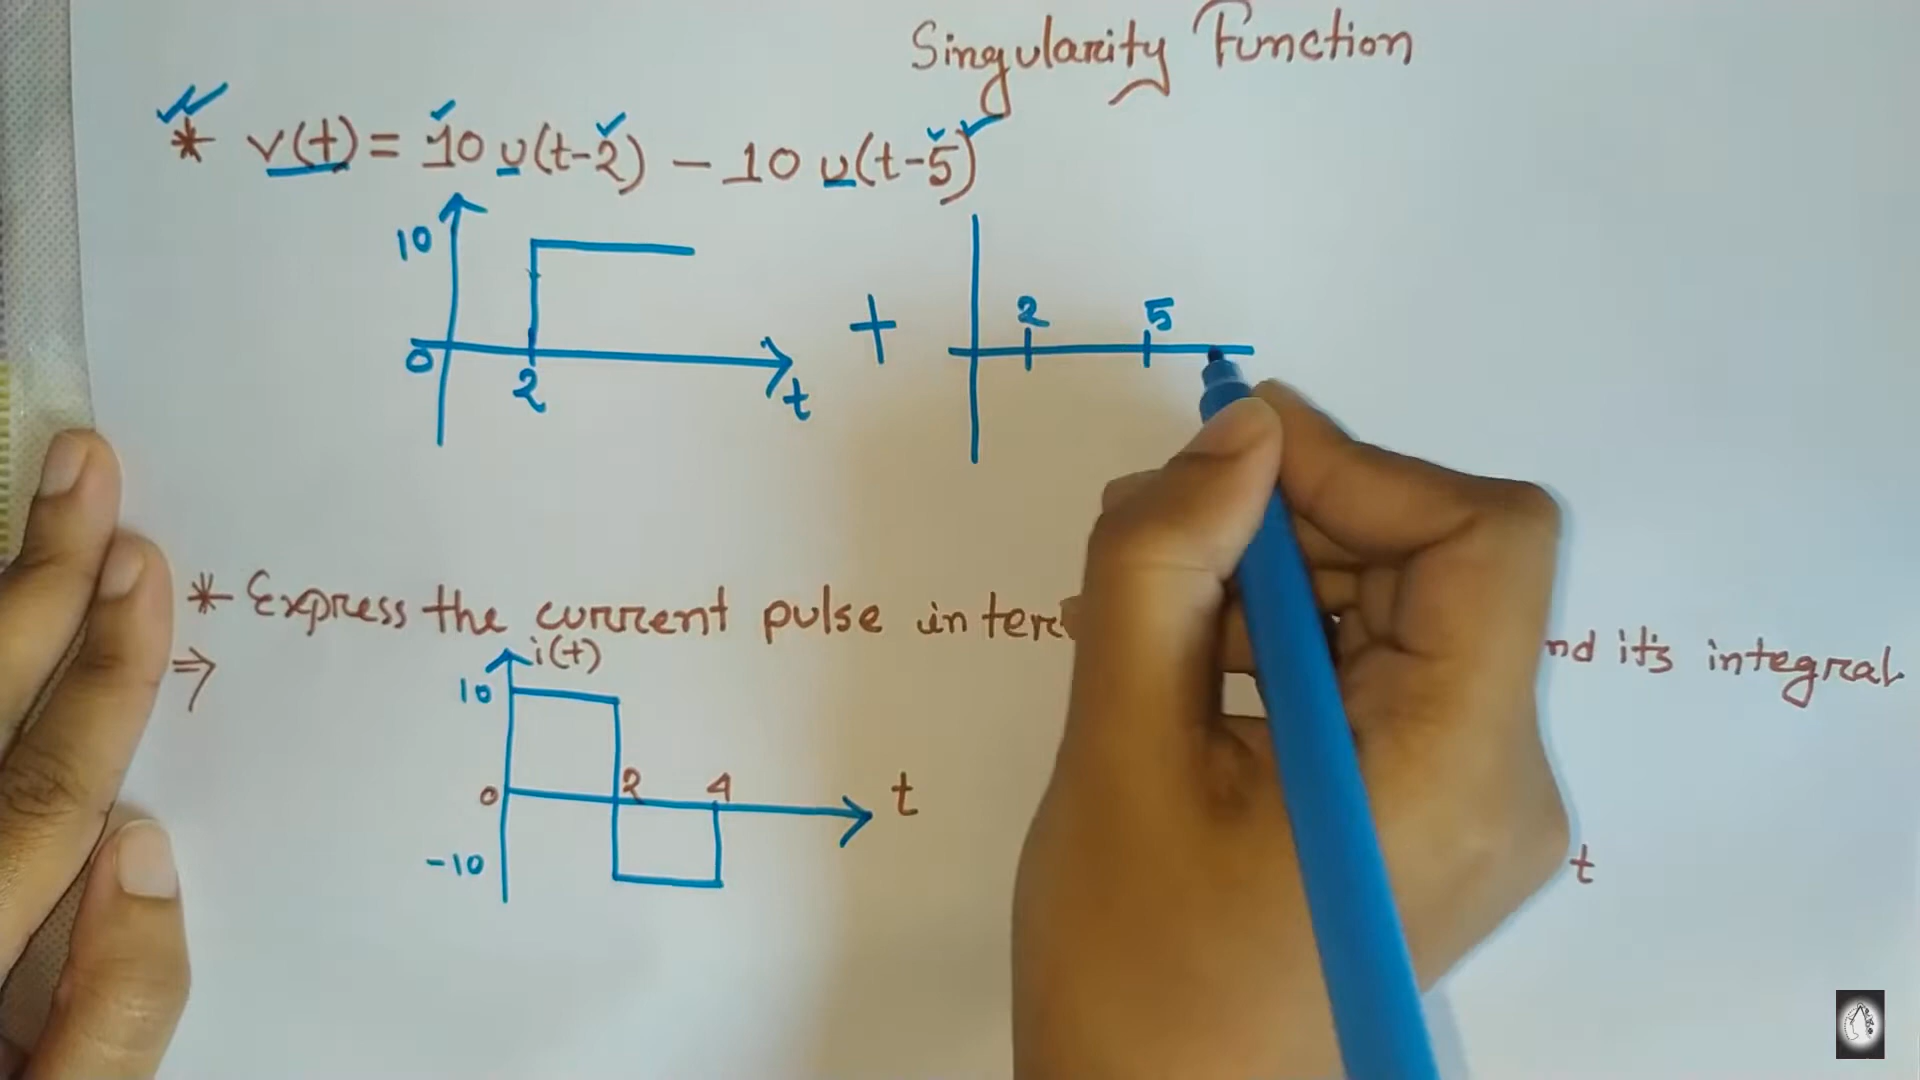 Singularity Function
* v(t) = 10 u(t-2) - 10 u(t-5)
10
0
2
t
+
2
5
* Express the current pulse in nd it's integral
⇒
i(t)
10
0
2
4
t
-10
t